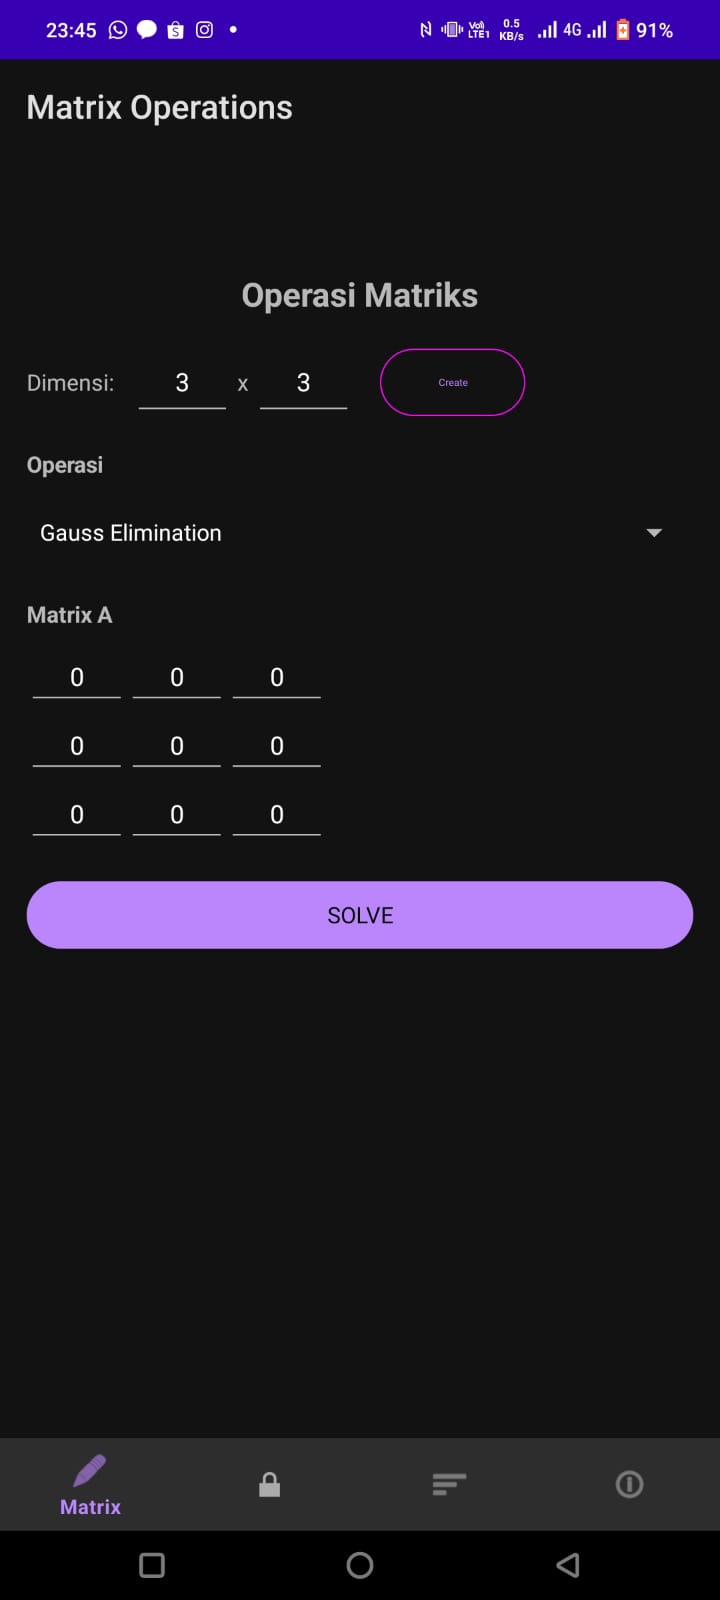 23:45 Vo) LTE1 0.5 KB/s 4G 91%
Matrix Operations
Operasi Matriks
Dimensi: 3 x 3 Create
Operasi
Gauss Elimination
Matrix A
0 0 0
0 0 0
0 0 0
SOLVE
Matrix